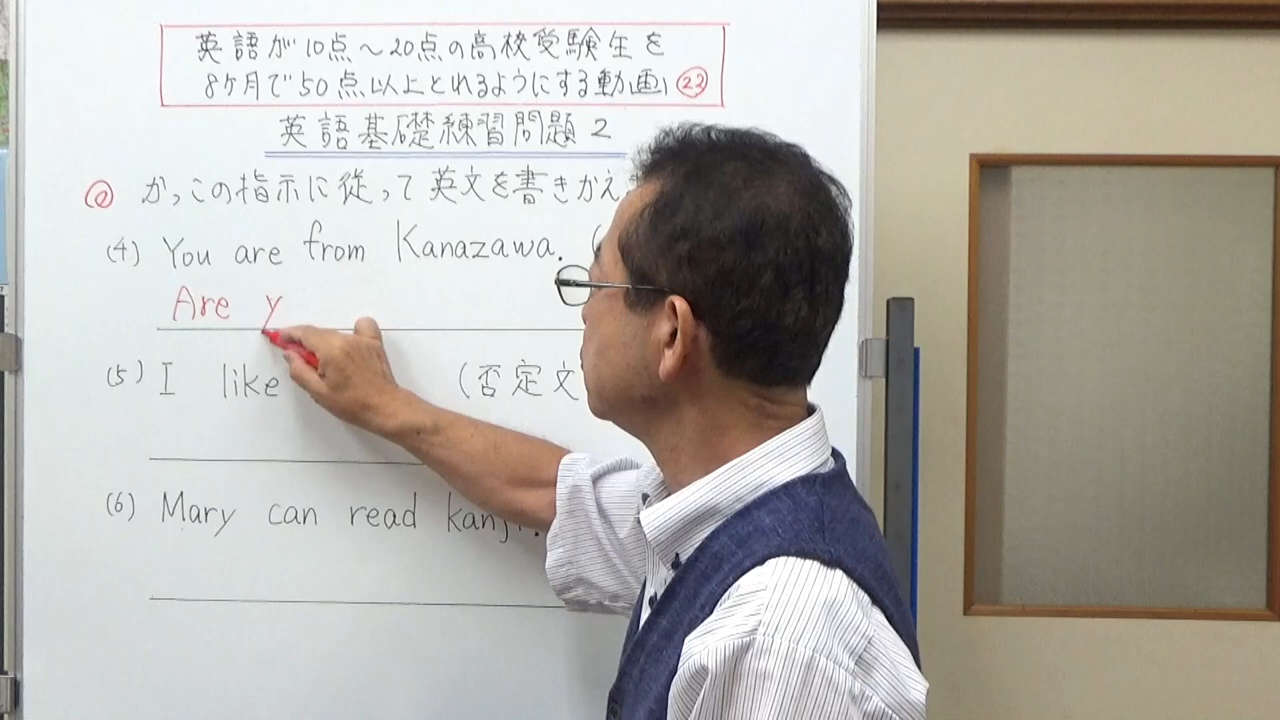 英語が10点～20点の高校受験生を
8ケ月で50点以上とれるようにする動画 22
英語基礎練習問題2
@ かっこの指示に従って英文を書きかえ
(4) You are from Kanazawa. (
Are y
(5) I like (否定文
(6) Mary can read kanji.